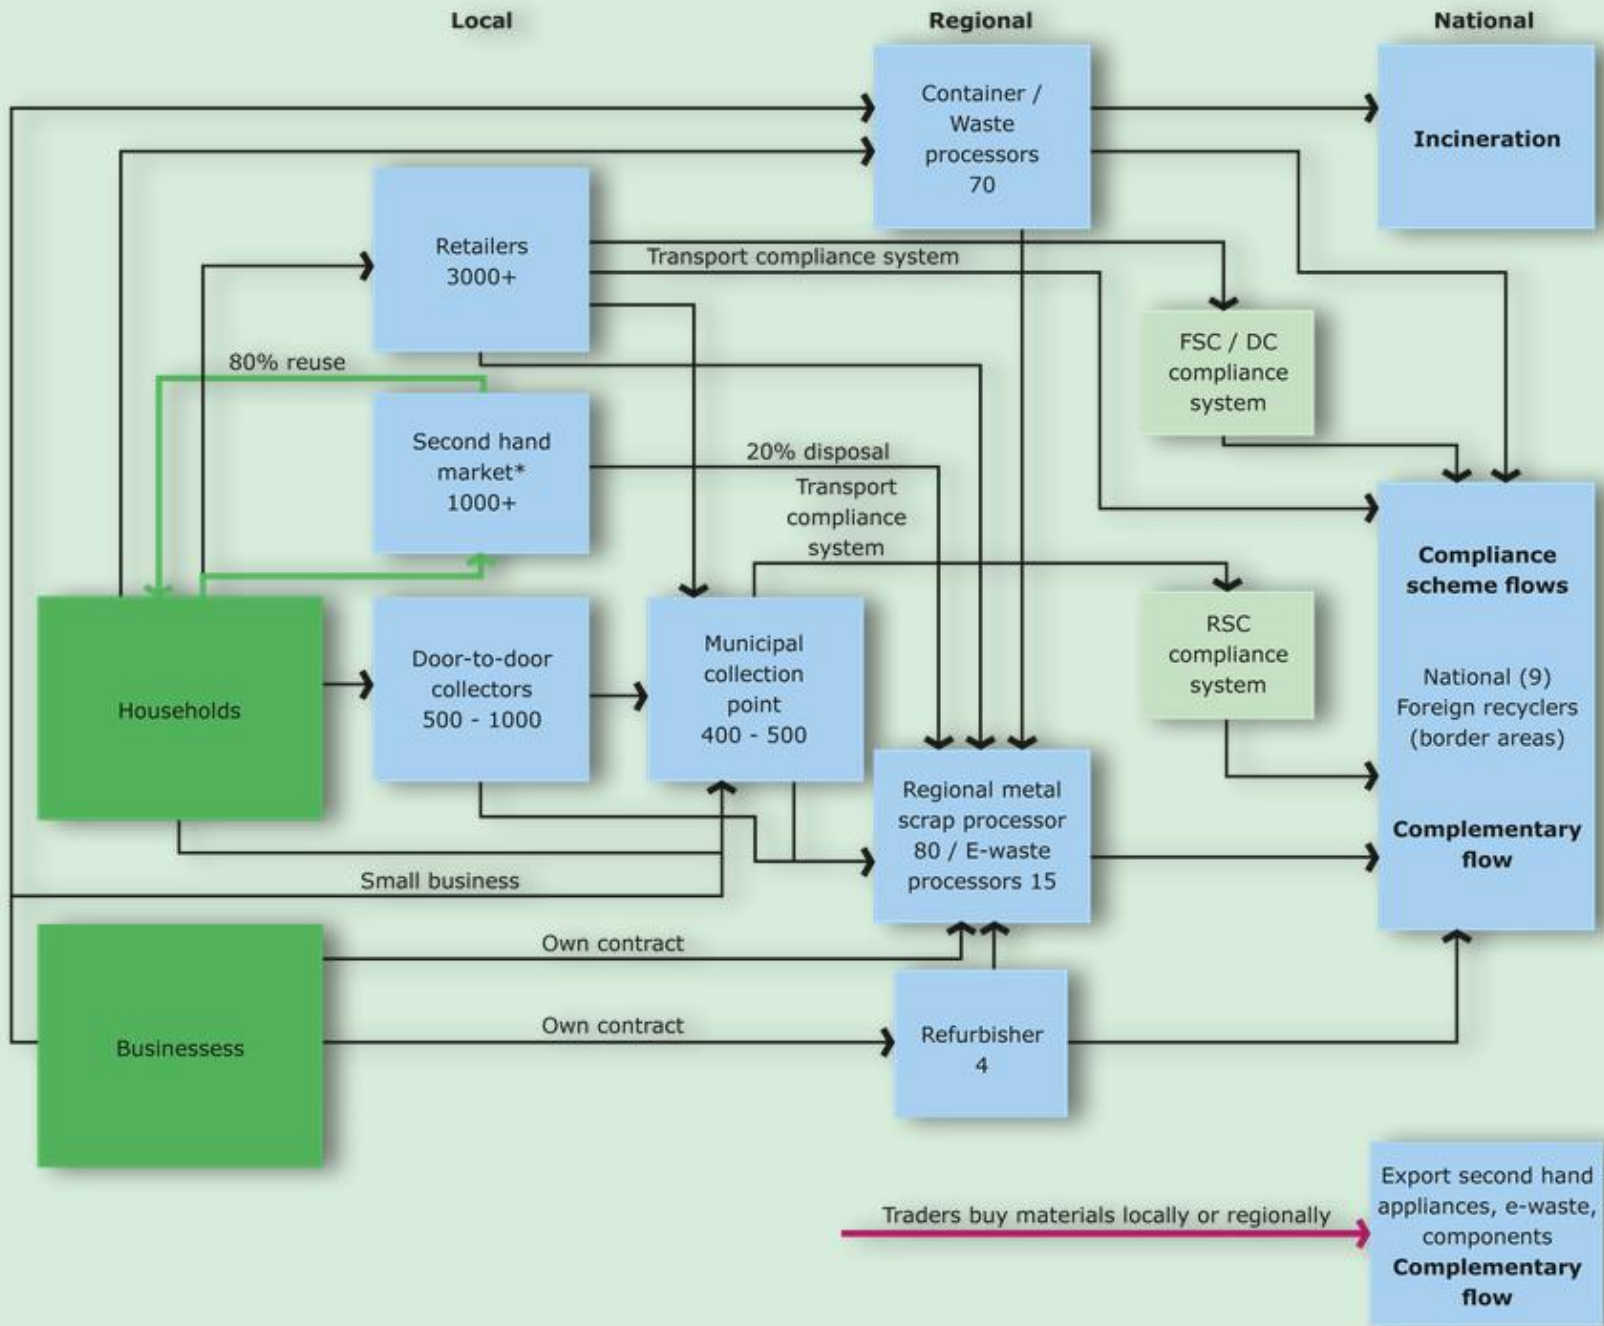 Local
Regional
National
Container /
Waste
processors
70
Incineration
Retailers
3000+
Transport compliance system
FSC / DC
compliance
system
80% reuse
Second hand
market*
1000+
20% disposal
Transport
compliance
system
Compliance
scheme flows
National (9)
Foreign recyclers
(border areas)
Complementary
flow
Households
Door-to-door
collectors
500 - 1000
Municipal
collection
point
400 - 500
RSC
compliance
system
Regional metal
scrap processor
80 / E-waste
processors 15
Small business
Own contract
Own contract
Businessess
Refurbisher
4
Traders buy materials locally or regionally
Export second hand
appliances, e-waste,
components
Complementary
flow